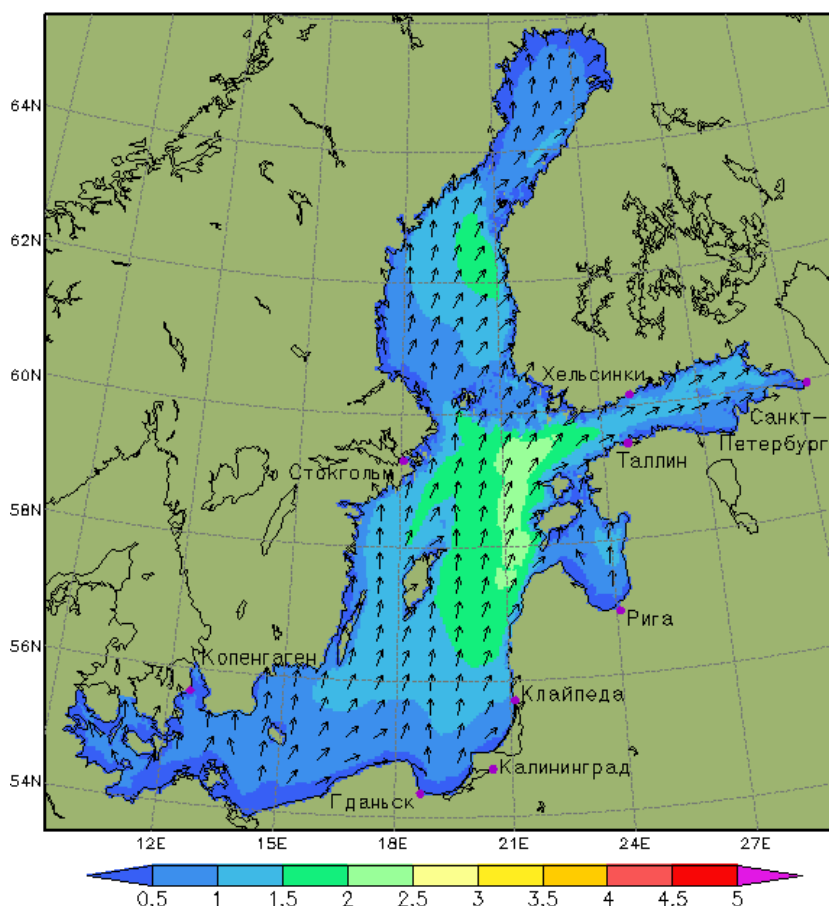 64N
62N
60N
58N
56N
54N
Хельсинки
Санкт–
Петербург
Таллин
Стокгольм
Рига
Копенгаген
Клайпеда
Калининград
Гданьск
12E 15E 18E 21E 24E 27E
0.5 1 1.5 2 2.5 3 3.5 4 4.5 5